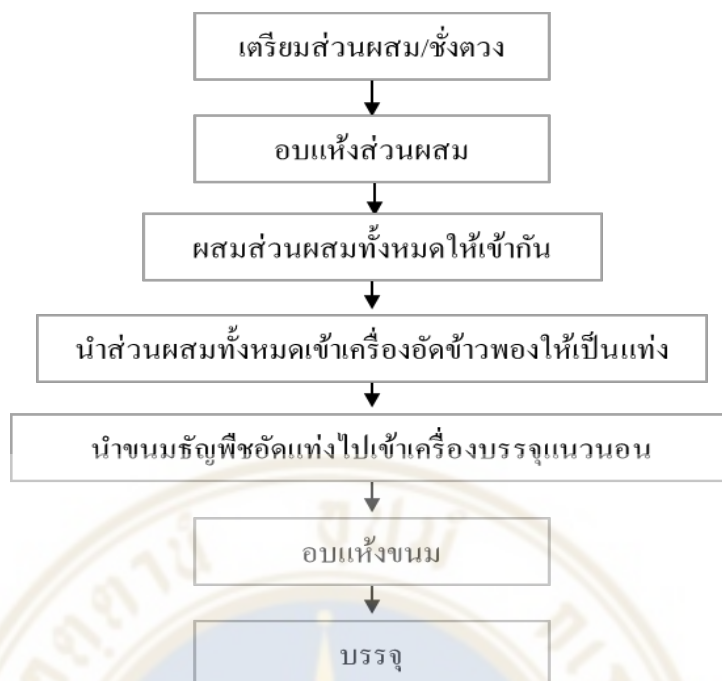 เตรียมส่วนผสม/ชั่งตวง
อบแห้งส่วนผสม
ผสมส่วนผสมทั้งหมดให้เข้ากัน
นำส่วนผสมทั้งหมดเข้าเครื่องอัดข้าวพองให้เป็นแท่ง
นำขนมธัญพืชอัดแท่งไปเข้าเครื่องบรรจุแนวนอน
อบแห้งขนม
บรรจุ